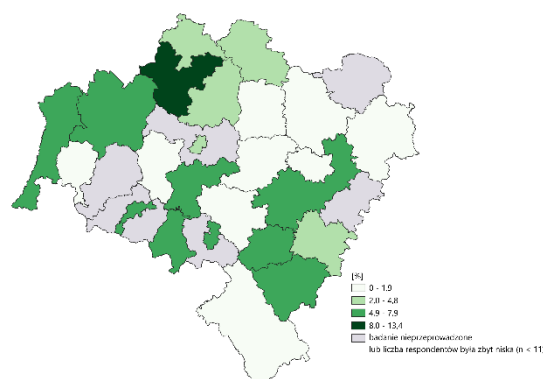 [%]
0 - 1,9
2,0 - 4,8
4,9 - 7,9
8,0 - 13,4
badanie nieprzeprowadzone
lub liczba respondentów była zbyt niska (n < 11)